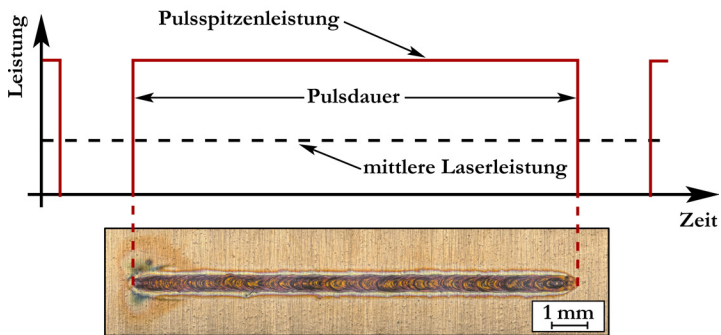 Pulsspitzenleistung
Leistung
Pulsdauer
mittlere Laserleistung
Zeit
1 mm